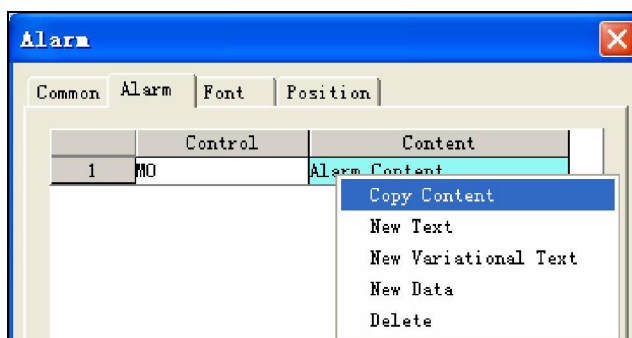 Alarm
Common Alarm Font Position
Control Content
1 M0 Alarm Content
Copy Content
New Text
New Variational Text
New Data
Delete